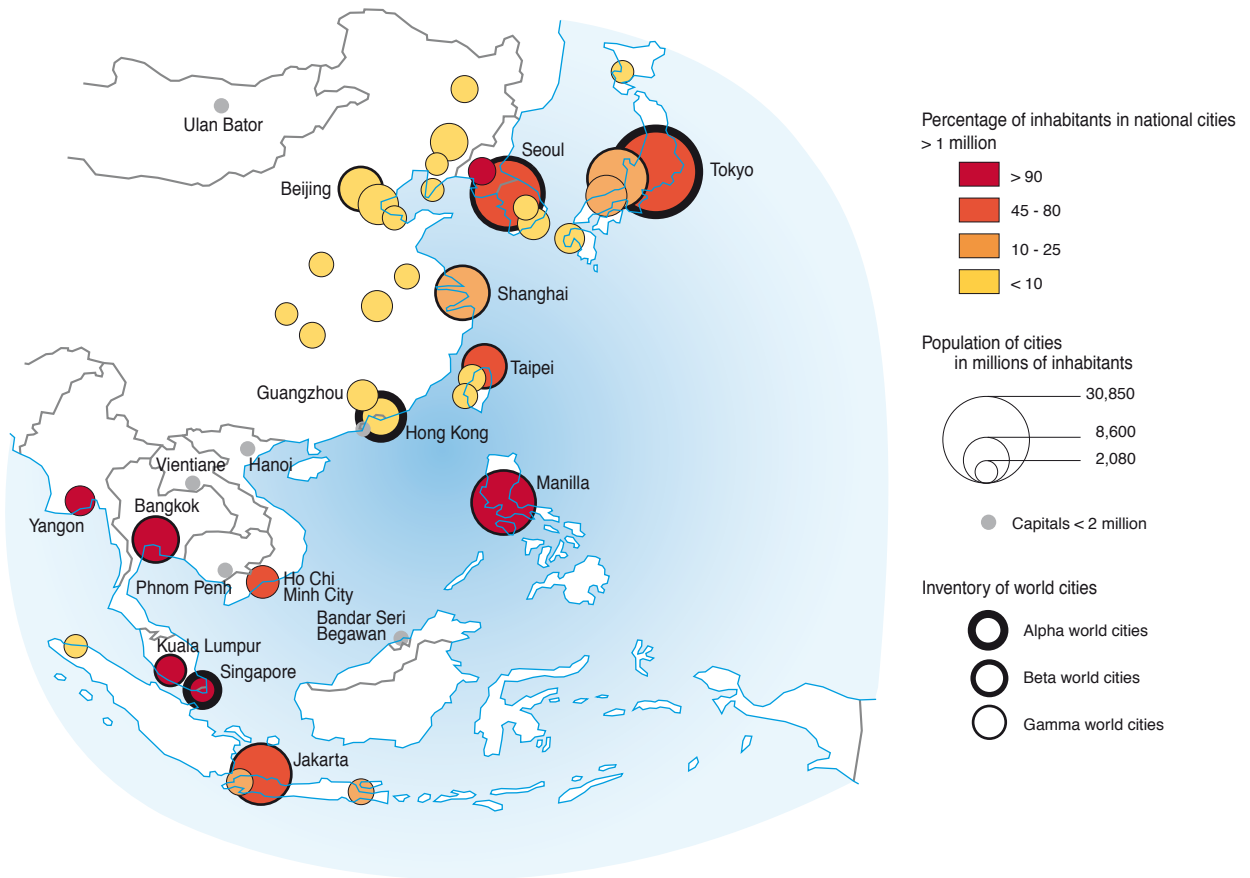 Ulan Bator
Beijing
Seoul
Tokyo
Shanghai
Taipei
Guangzhou
Hong Kong
Vientiane
Hanoi
Yangon
Bangkok
Manilla
Phnom Penh
Ho Chi
Minh City
Bandar Seri
Begawan
Kuala Lumpur
Singapore
Jakarta
Percentage of inhabitants in national cities
> 1 million
> 90
45 - 80
10 - 25
< 10
Population of cities
in millions of inhabitants
30,850
8,600
2,080
Capitals < 2 million
Inventory of world cities
Alpha world cities
Beta world cities
Gamma world cities